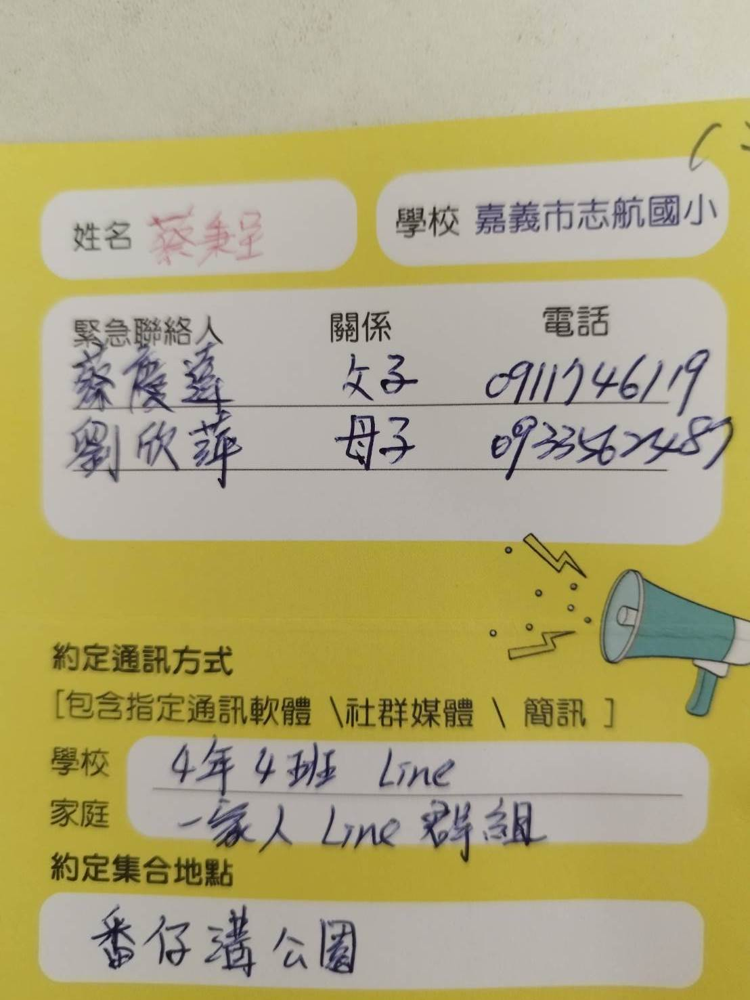 姓名 蔡秉呈
學校 嘉義市志航國小
緊急聯絡人 關係 電話
蔡慶達 父子 0911746119
劉欣萍 母子 0933562487
約定通訊方式
[包含指定通訊軟體 \社群媒體 \ 簡訊 ]
學校 4年4班 Line
家庭 一家人 Line 群組
約定集合地點
番仔溝公園